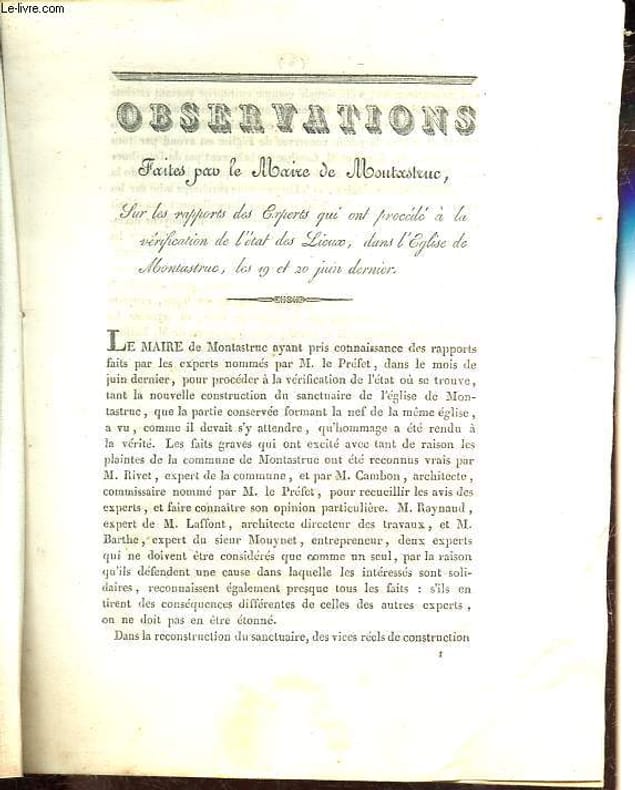 Le-livre.com
OBSERVATIONS
Faites par le Maire de Montastruc,
Sur les rapports des Experts qui ont procédé à la
vérification de l'état des Lieux, dans l'Eglise de
Montastruc, les 19 et 20 juin dernier.
LE MAIRE de Montastruc ayant pris connaissance des rapports
faits par les experts nommés par M. le Préfet, dans le mois de
juin dernier, pour procéder à la vérification de l'état où se trouve,
tant la nouvelle construction du sanctuaire de l'église de Mon-
tastruc, que la partie conservée formant la nef de la même église,
a vu, comme il devait s'y attendre, qu'hommage a été rendu à
la vérité. Les faits graves qui ont excité avec tant de raison les
plaintes de la commune de Montastruc ont été reconnus vrais par
M. Rivet, expert de la commune, et par M. Cambon, architecte,
commissaire nommé par M. le Préfet, pour recueillir les avis des
experts, et faire connaître son opinion particulière. M. Raynaud,
expert de M. Laffont, architecte directeur des travaux, et M.
Barthe, expert du sieur Mouynet, entrepreneur, deux experts
qui ne doivent être considérés que comme un seul, par la raison
qu'ils défendent une cause dans laquelle les intéressés sont soli-
daires, reconnaissent également presque tous les faits : s'ils en
tirent des conséquences différentes de celles des autres experts,
on ne doit pas en être étonné.
Dans la reconstruction du sanctuaire, des vices réels de construction
1